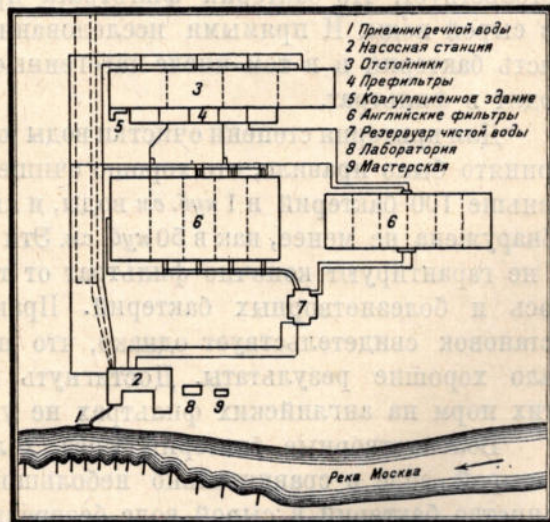 1 Приемник речной воды
2 Насосная станция
3 Отстойники
4 Префильтры
5 Коагуляционное здание
6 Английские фильтры
7 Резервуар чистой воды
8 Лаборатория
9 Мастерская
3
5
4
6
6
7
2
8
9
1
Река Москва